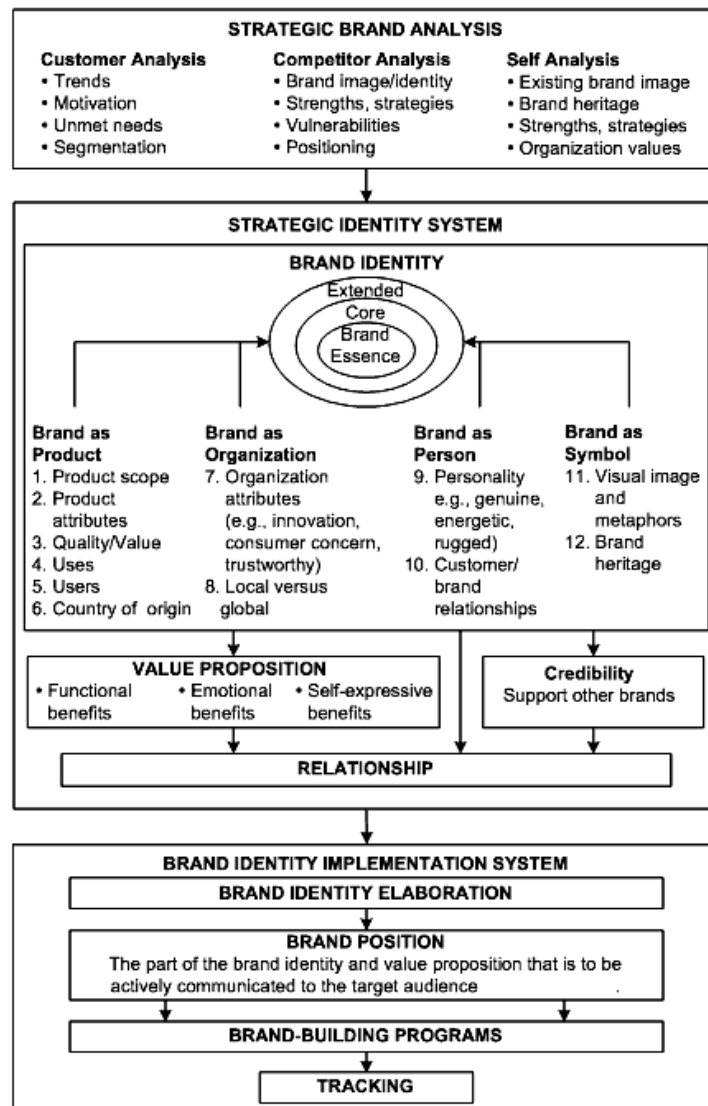 STRATEGIC BRAND ANALYSIS
Customer Analysis
• Trends
• Motivation
• Unmet needs
• Segmentation
Competitor Analysis
• Brand image/identity
• Strengths, strategies
• Vulnerabilities
• Positioning
Self Analysis
• Existing brand image
• Brand heritage
• Strengths, strategies
• Organization values
STRATEGIC IDENTITY SYSTEM
BRAND IDENTITY
Extended
Core
Brand
Essence
Brand as
Product
1. Product scope
2. Product
attributes
3. Quality/Value
4. Uses
5. Users
6. Country of origin
Brand as
Organization
7. Organization
attributes
(e.g., innovation,
consumer concern,
trustworthy)
8. Local versus
global
Brand as
Person
9. Personality
e.g., genuine,
energetic,
rugged)
10. Customer/
brand
relationships
Brand as
Symbol
11. Visual image
and
metaphors
12. Brand
heritage
VALUE PROPOSITION
• Functional
benefits
• Emotional
benefits
• Self-expressive
benefits
Credibility
Support other brands
RELATIONSHIP
BRAND IDENTITY IMPLEMENTATION SYSTEM
BRAND IDENTITY ELABORATION
BRAND POSITION
The part of the brand identity and value proposition that is to be
actively communicated to the target audience .
BRAND-BUILDING PROGRAMS
TRACKING